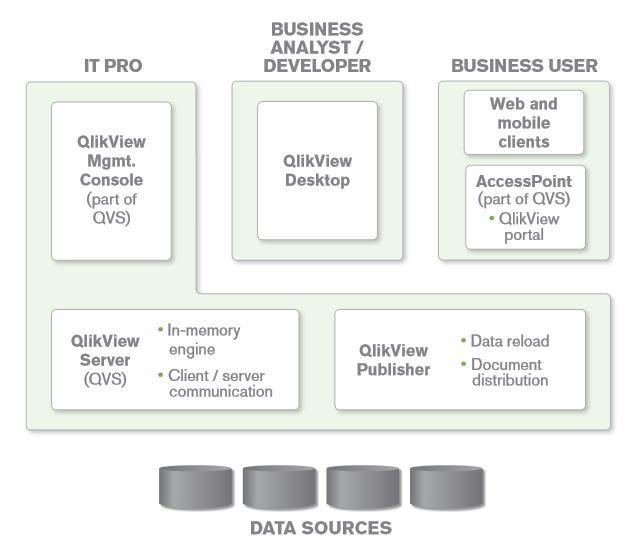 IT PRO
BUSINESS
ANALYST /
DEVELOPER
BUSINESS USER
QlikView
Mgmt.
Console
(part of
QVS)
QlikView
Desktop
Web and
mobile
clients
AccessPoint
(part of QVS)
• QlikView
portal
QlikView
Server
(QVS)
• In-memory
engine
• Client / server
communication
QlikView
Publisher
• Data reload
• Document
distribution
DATA SOURCES